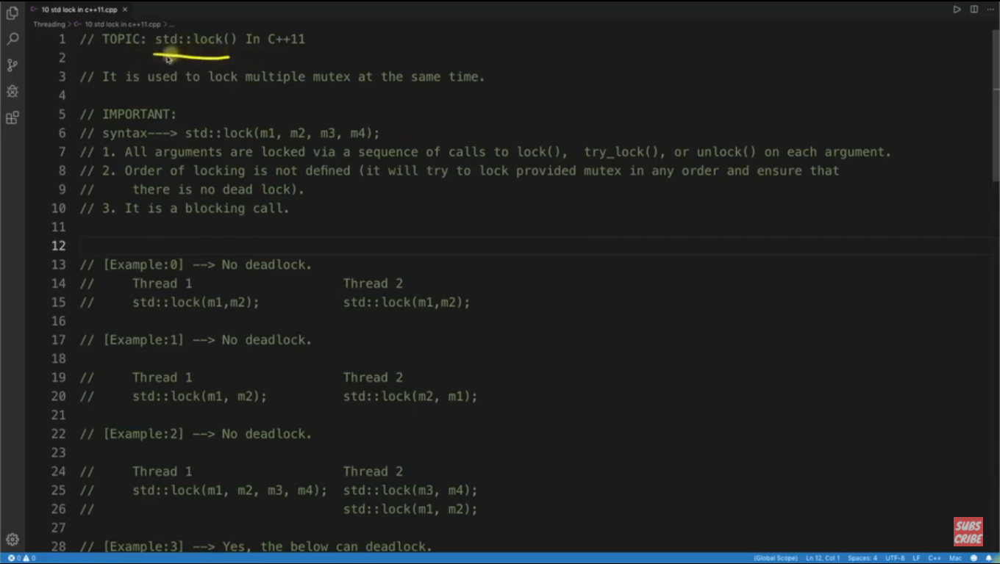 10 std lock in c++11.cpp ×
Threading > 10 std lock in c++11.cpp > ...
1 // TOPIC: std::lock() In C++11
2
3 // It is used to lock multiple mutex at the same time.
4
5 // IMPORTANT:
6 // syntax---> std::lock(m1, m2, m3, m4);
7 // 1. All arguments are locked via a sequence of calls to lock(), try_lock(), or unlock() on each argument.
8 // 2. Order of locking is not defined (it will try to lock provided mutex in any order and ensure that
9 // there is no dead lock).
10 // 3. It is a blocking call.
11
12
13 // [Example:0] --> No deadlock.
14 // Thread 1 Thread 2
15 // std::lock(m1,m2); std::lock(m1,m2);
16
17 // [Example:1] --> No deadlock.
18
19 // Thread 1 Thread 2
20 // std::lock(m1, m2); std::lock(m2, m1);
21
22 // [Example:2] --> No deadlock.
23
24 // Thread 1 Thread 2
25 // std::lock(m1, m2, m3, m4); std::lock(m3, m4);
26 // std::lock(m1, m2);
27
28 // [Example:3] --> Yes, the below can deadlock.
SUBS
CRIBE
0 0 (Global Scope) Ln 12, Col 1 Spaces: 4 UTF-8 LF C++ Mac